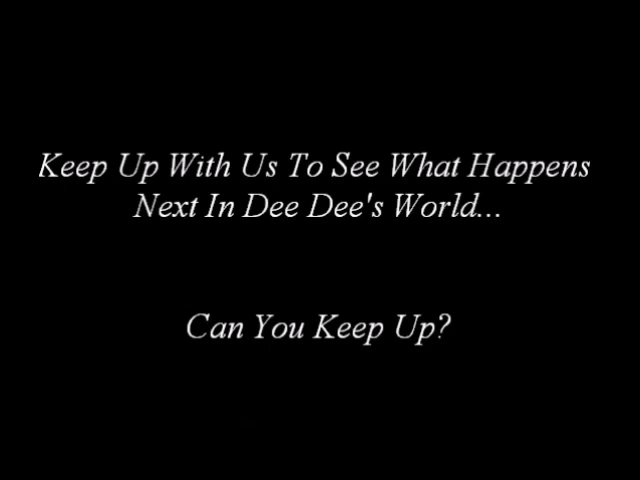 Keep Up With Us To See What Happens
Next In Dee Dee's World...
Can You Keep Up?